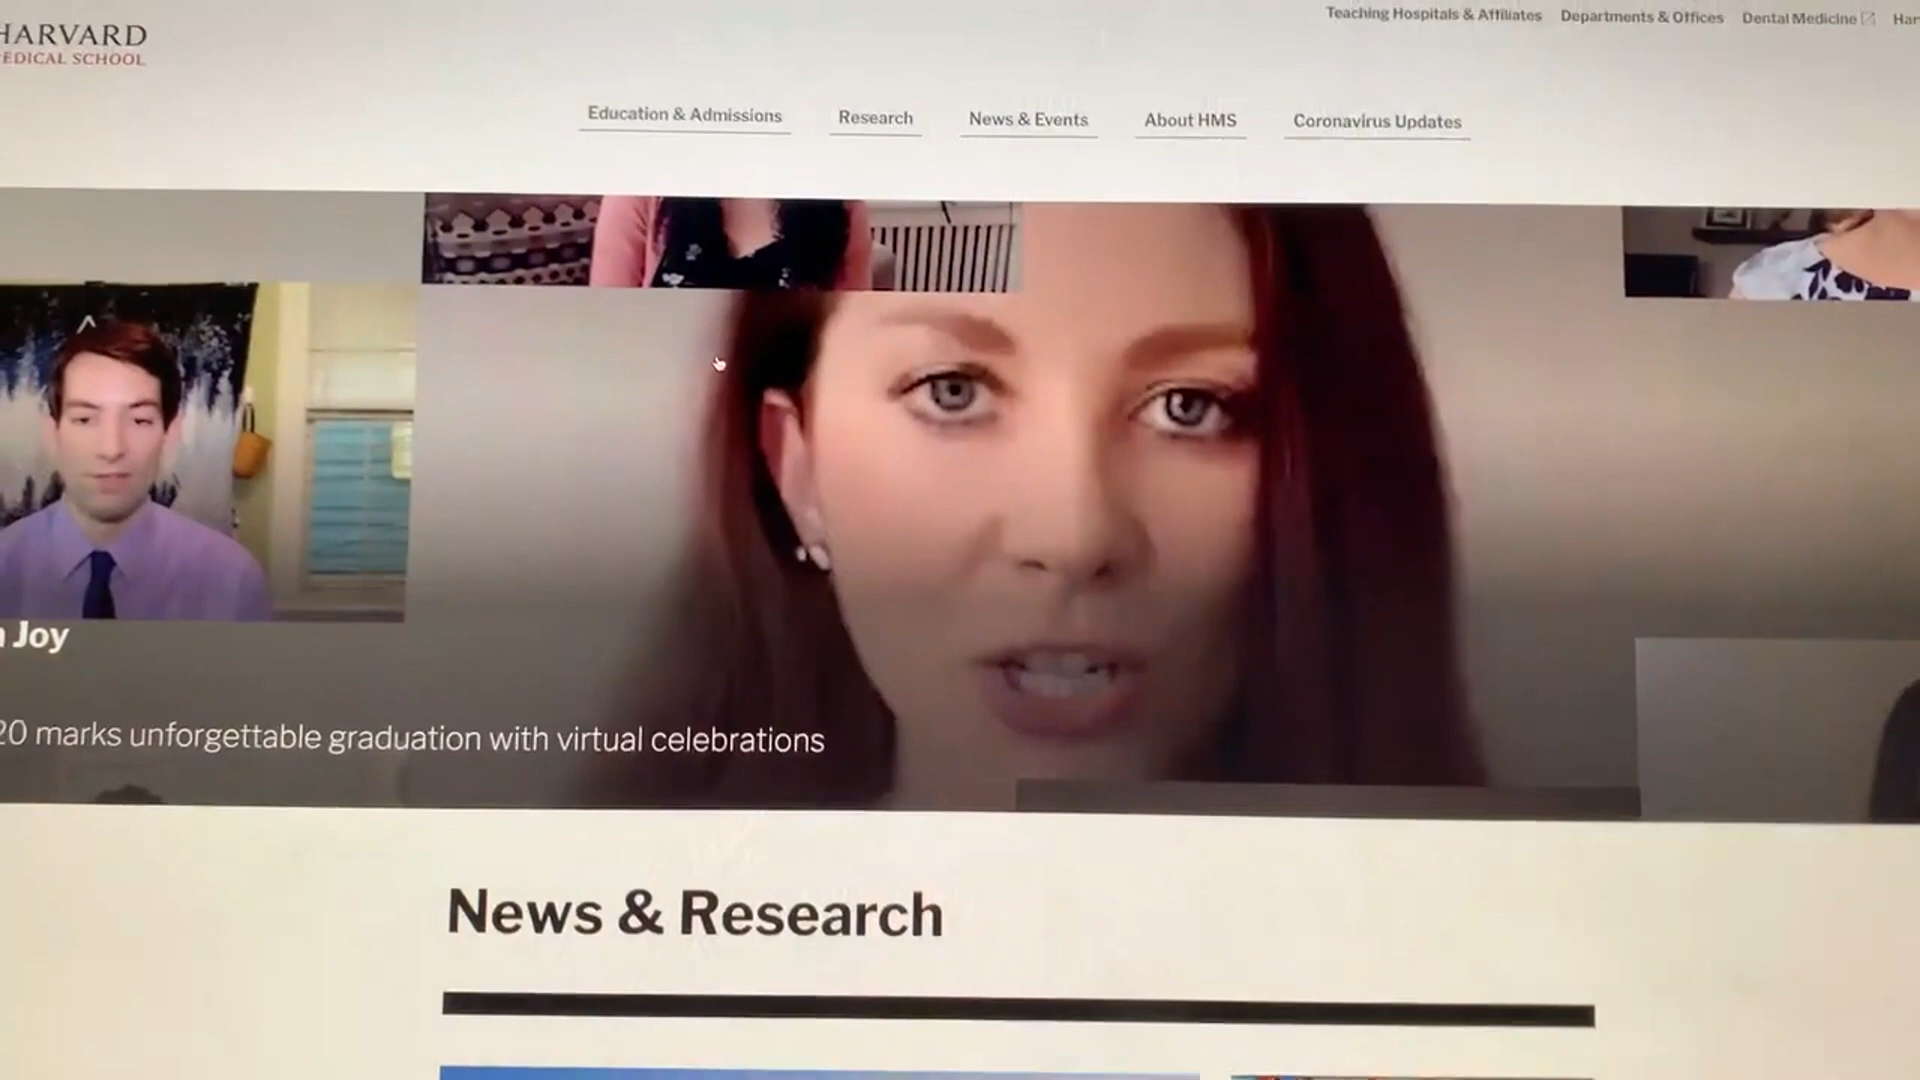 HARVARD
EDICAL SCHOOL
Teaching Hospitals & Affiliates Departments & Offices Dental Medicine Har
Education & Admissions Research News & Events About HMS Coronavirus Updates
Joy
20 marks unforgettable graduation with virtual celebrations
News & Research